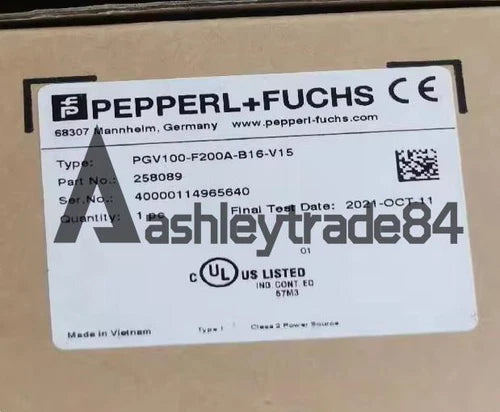 PEPPERL+FUCHS CE
68307 Mannheim, Germany www.pepperl-fuchs.com
Type: PGV100-F200A-B16-V15
Part No.: 258089
Ser.No.: 40000114965640
Quantity: 1 pc Final Test Date: 2021-OCT-11
Aashleytrade84
01
C UL US LISTED
IND.CONT.EQ
57M3
Made in Vietnam Type 1 Class 2 Power Source